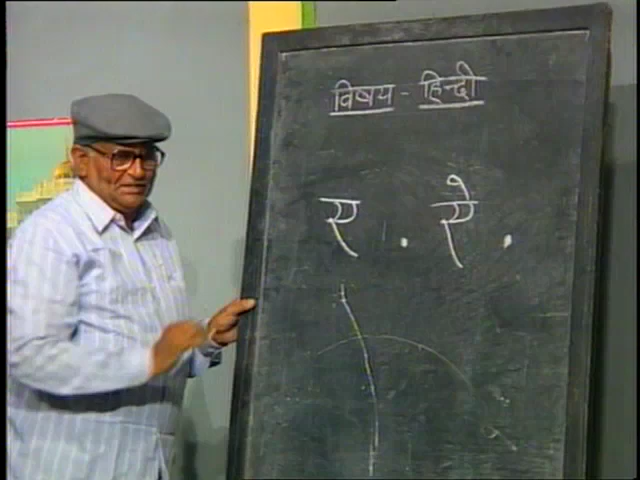 विषय - हिन्दी
ए . ऐ .